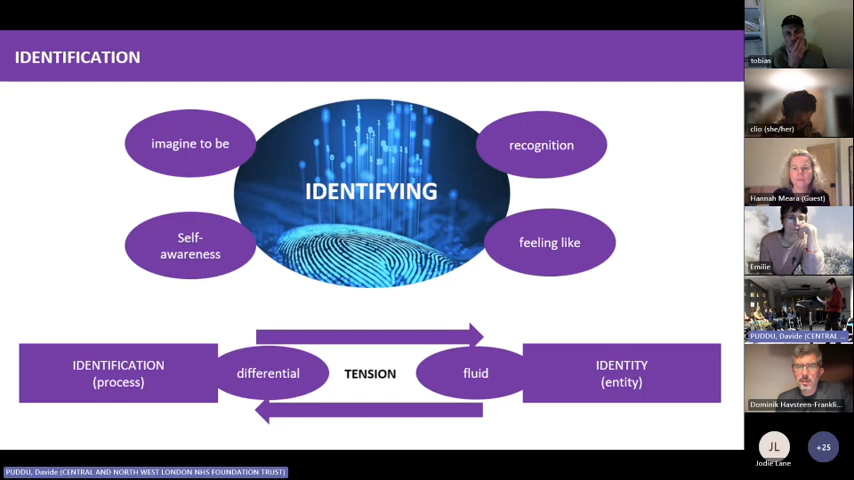 IDENTIFICATION
imagine to be
recognition
IDENTIFYING
Self-
awareness
feeling like
IDENTIFICATION
(process)
differential
TENSION
fluid
IDENTITY
(entity)
tobias
clio (she/her)
Hannah Meara (Guest)
Emilie
PUDDU, Davide (CENTRAL ...
Dominik Havsteen-Frankli...
JL
Jodie Lane
+25
PUDDU, Davide (CENTRAL AND NORTH WEST LONDON NHS FOUNDATION TRUST)